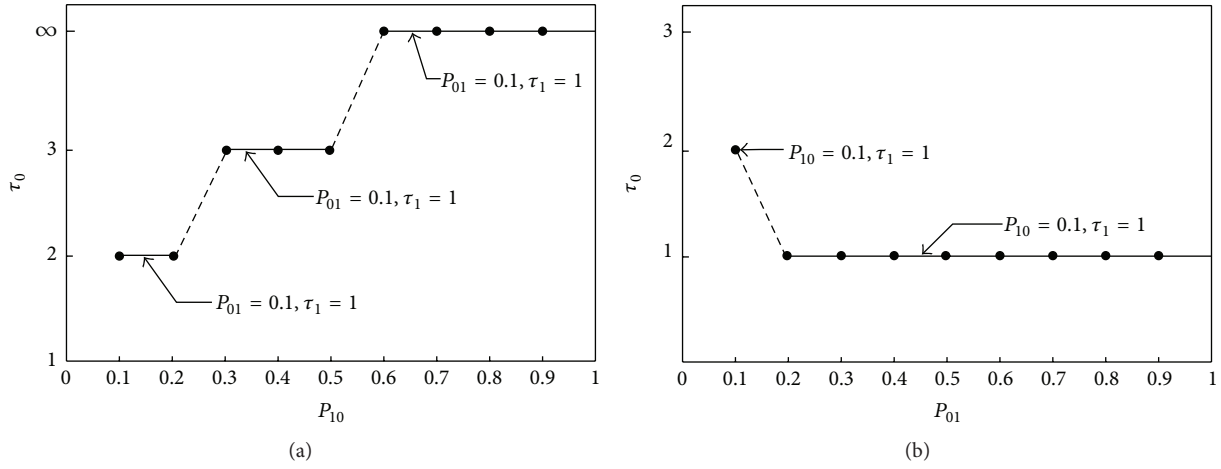 ∞
3
2
1
τ₀
P₀₁ = 0.1, τ₁ = 1
P₀₁ = 0.1, τ₁ = 1
P₀₁ = 0.1, τ₁ = 1
0 0.1 0.2 0.3 0.4 0.5 0.6 0.7 0.8 0.9 1
P₁₀
(a)
3
2
1
0
τ₀
P₁₀ = 0.1, τ₁ = 1
P₁₀ = 0.1, τ₁ = 1
0 0.1 0.2 0.3 0.4 0.5 0.6 0.7 0.8 0.9 1
P₀₁
(b)